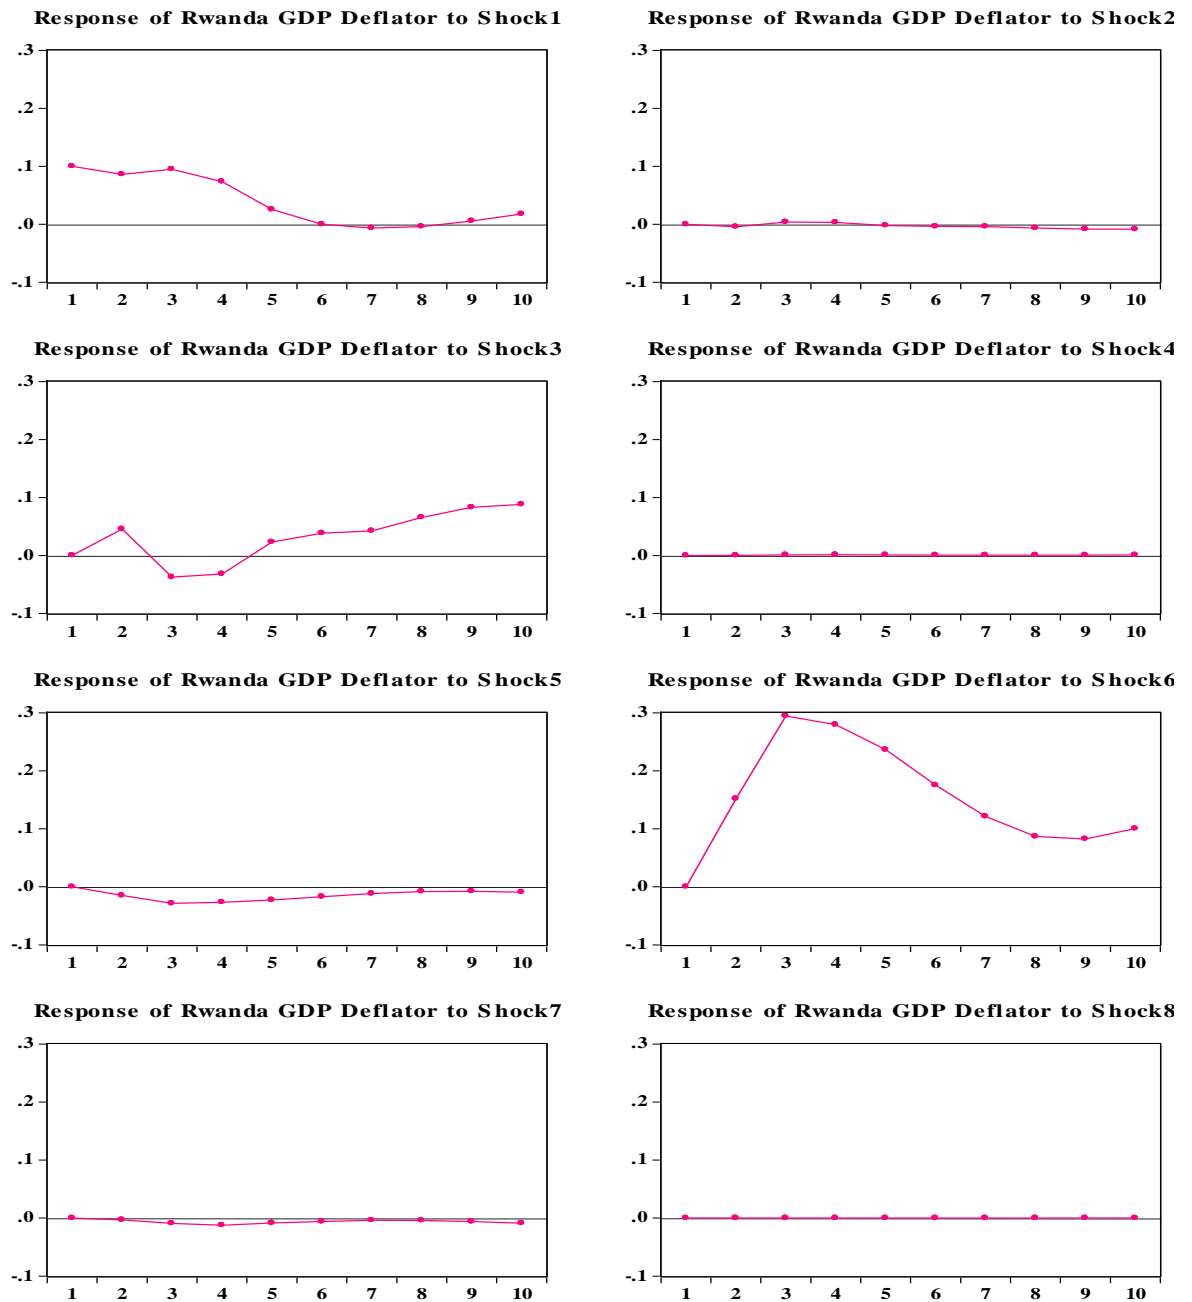 Response of Rwanda GDP Deflator to Shock1
.3
.2
.1
.0
-.1
1 2 3 4 5 6 7 8 9 10
Response of Rwanda GDP Deflator to Shock2
.3
.2
.1
.0
-.1
1 2 3 4 5 6 7 8 9 10
Response of Rwanda GDP Deflator to Shock3
.3
.2
.1
.0
-.1
1 2 3 4 5 6 7 8 9 10
Response of Rwanda GDP Deflator to Shock4
.3
.2
.1
.0
-.1
1 2 3 4 5 6 7 8 9 10
Response of Rwanda GDP Deflator to Shock5
.3
.2
.1
.0
-.1
1 2 3 4 5 6 7 8 9 10
Response of Rwanda GDP Deflator to Shock6
.3
.2
.1
.0
-.1
1 2 3 4 5 6 7 8 9 10
Response of Rwanda GDP Deflator to Shock7
.3
.2
.1
.0
-.1
1 2 3 4 5 6 7 8 9 10
Response of Rwanda GDP Deflator to Shock8
.3
.2
.1
.0
-.1
1 2 3 4 5 6 7 8 9 10